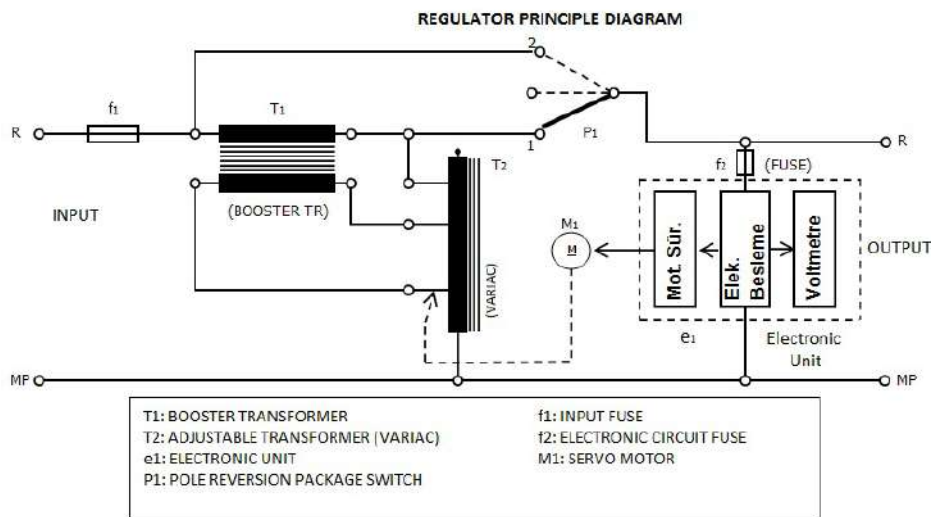 REGULATOR PRINCIPLE DIAGRAM
2
f1
T1
R
1
P1
R
T2
f2
(FUSE)
INPUT
(BOOSTER TR)
M1
M
(VARIAC)
Mot. Sür.
Elek.
Besleme
Voltmetre
OUTPUT
e1
Electronic
Unit
MP
MP
T1: BOOSTER TRANSFORMER
T2: ADJUSTABLE TRANSFORMER (VARIAC)
e1: ELECTRONIC UNIT
P1: POLE REVERSION PACKAGE SWITCH
f1: INPUT FUSE
f2: ELECTRONIC CIRCUIT FUSE
M1: SERVO MOTOR